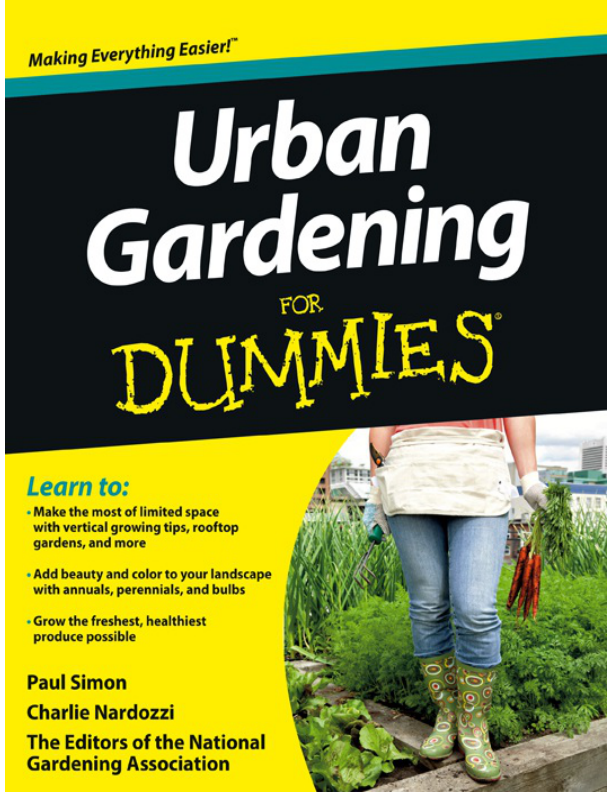 Making Everything Easier!™
Urban
Gardening
FOR
DUMMIES®
Learn to:
• Make the most of limited space
with vertical growing tips, rooftop
gardens, and more
• Add beauty and color to your landscape
with annuals, perennials, and bulbs
• Grow the freshest, healthiest
produce possible
Paul Simon
Charlie Nardozzi
The Editors of the National
Gardening Association